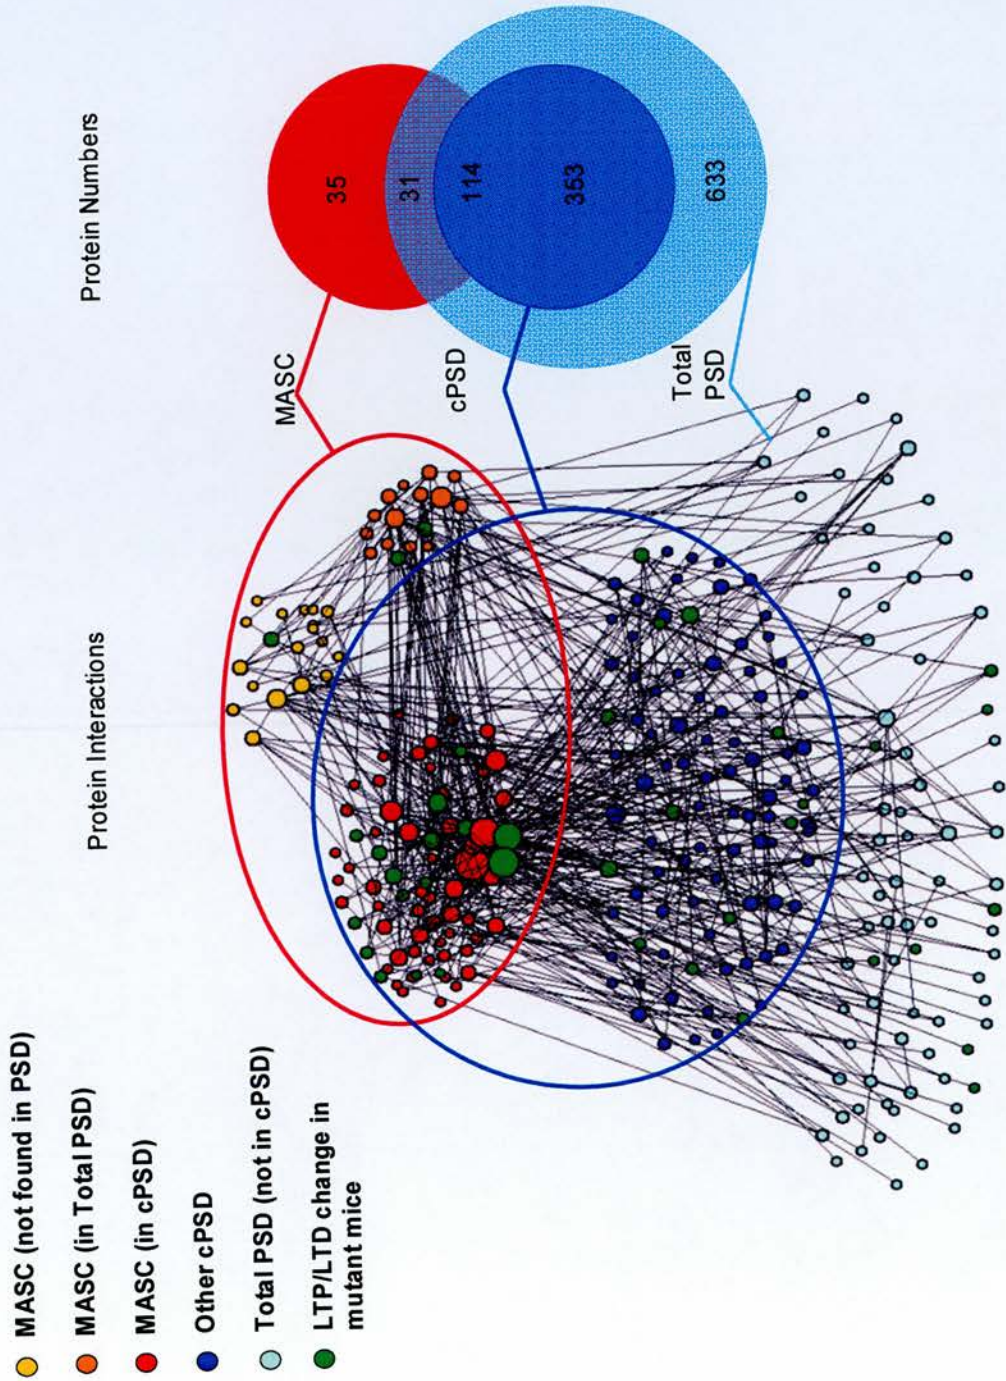 MASC (not found in PSD)
MASC (in Total PSD)
MASC (in cPSD)
Other cPSD
Total PSD (not in cPSD)
LTP/LTD change in
mutant mice
Protein Interactions
Protein Numbers
MASC
cPSD
Total
PSD
35
31
114
353
633